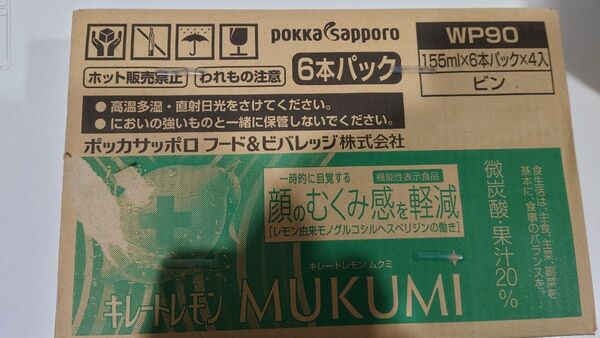 pokka sapporo
WP90
155ml×6本パック×4入
ビン
ホット販売禁止
われもの注意
6本パック
●高温多湿・直射日光をさけてください。
●においの強いものと一緒に保管しないでください。
ポッカサッポロ フード&ビバレッジ株式会社
一時的に自覚する
機能性表示食品
顔のむくみ感を軽減
[レモン由来モノグルコシルヘスペリジンの働き]
キレートレモン ムクミ
キレートレモン MUKUMI
微炭酸・果汁20%
食生活は、主食、主菜、副菜を
基本に、食事のバランスを。